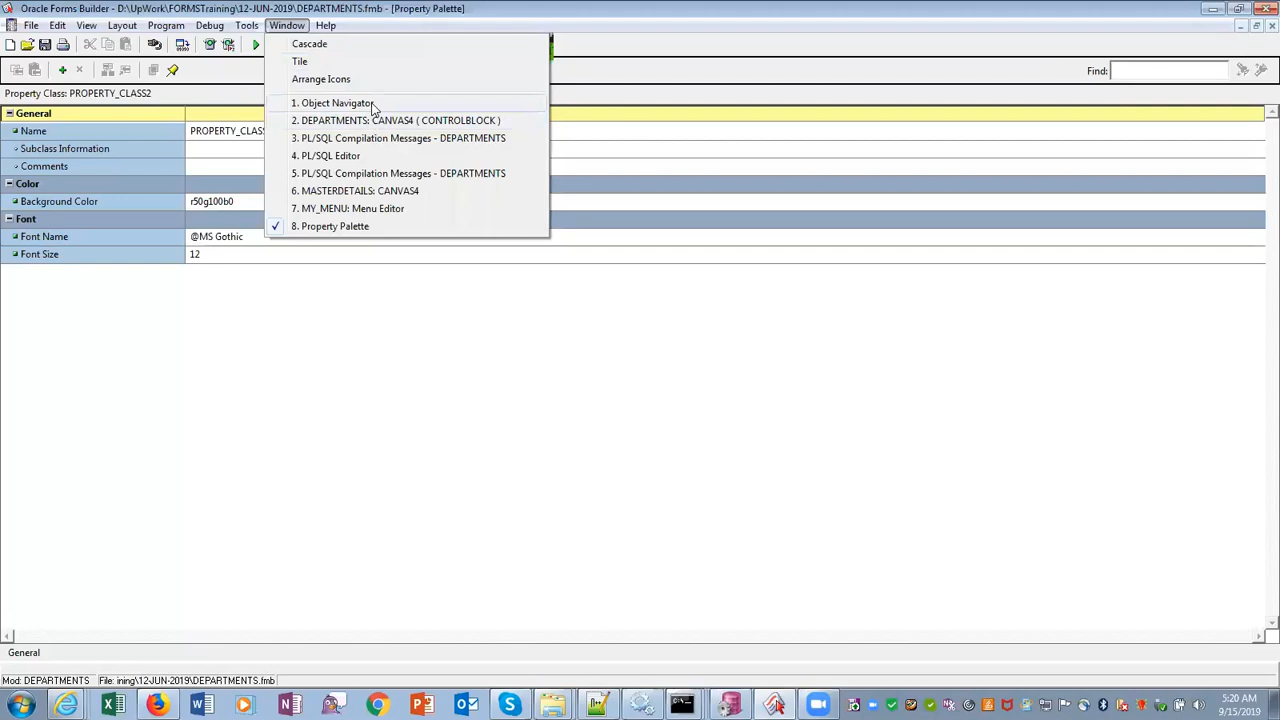 Oracle Forms Builder - D:\UpWork\FORMSTraining\12-JUN-2019\DEPARTMENTS.fmb - [Property Palette]
File Edit View Layout Program Debug Tools Window Help
Find:
Property Class: PROPERTY_CLASS2
General
Name PROPERTY_CLASS
Subclass Information
Comments
Color
Background Color r50g100b0
Font
Font Name @MS Gothic
Font Size 12
Cascade
Tile
Arrange Icons
1. Object Navigator
2. DEPARTMENTS: CANVAS4 ( CONTROLBLOCK )
3. PL/SQL Compilation Messages - DEPARTMENTS
4. PL/SQL Editor
5. PL/SQL Compilation Messages - DEPARTMENTS
6. MASTERDETAILS: CANVAS4
7. MY_MENU: Menu Editor
8. Property Palette
General
Mod: DEPARTMENTS File: ining\12-JUN-2019\DEPARTMENTS.fmb
5:20 AM
9/15/2019